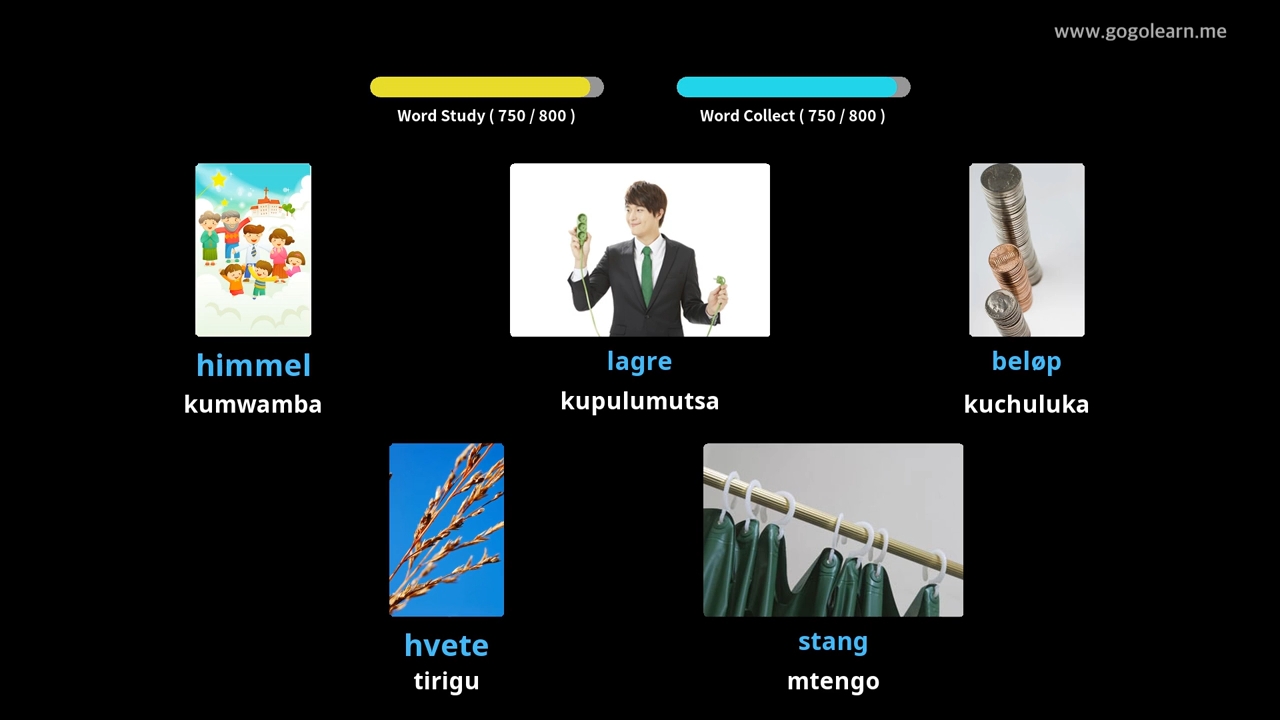 www.gogolearn.me
Word Study ( 750 / 800 )
Word Collect ( 750 / 800 )
himmel
kumwamba
lagre
kupulumutsa
beløp
kuchuluka
hvete
tirigu
stang
mtengo